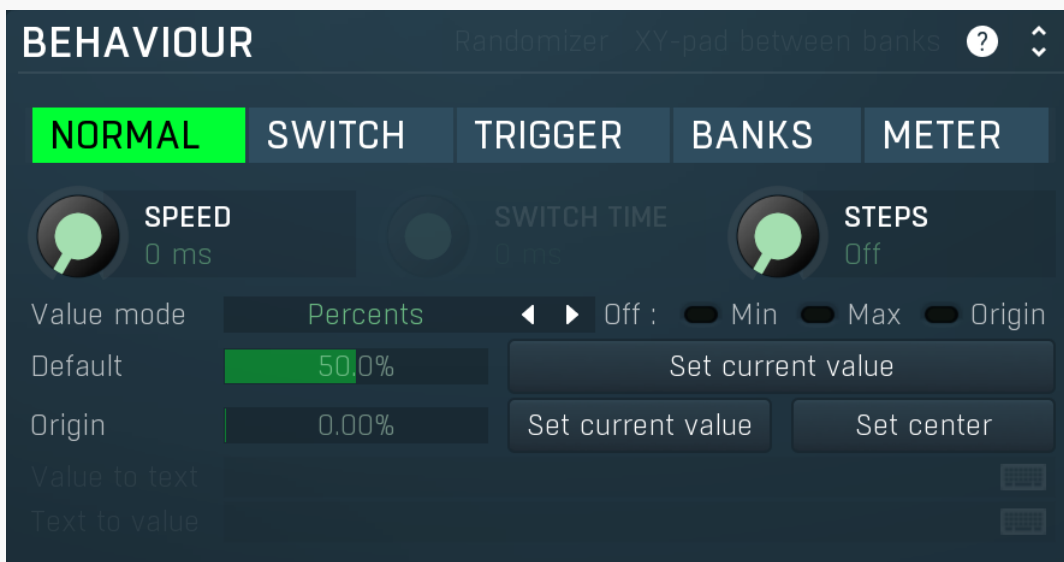 BEHAVIOUR Randomizer XY-pad between banks ?
NORMAL SWITCH TRIGGER BANKS METER
SPEED SWITCH TIME STEPS
0 ms 0 ms Off
Value mode Percents Off : Min Max Origin
Default 50.0% Set current value
Origin 0.00% Set current value Set center
Value to text
Text to value